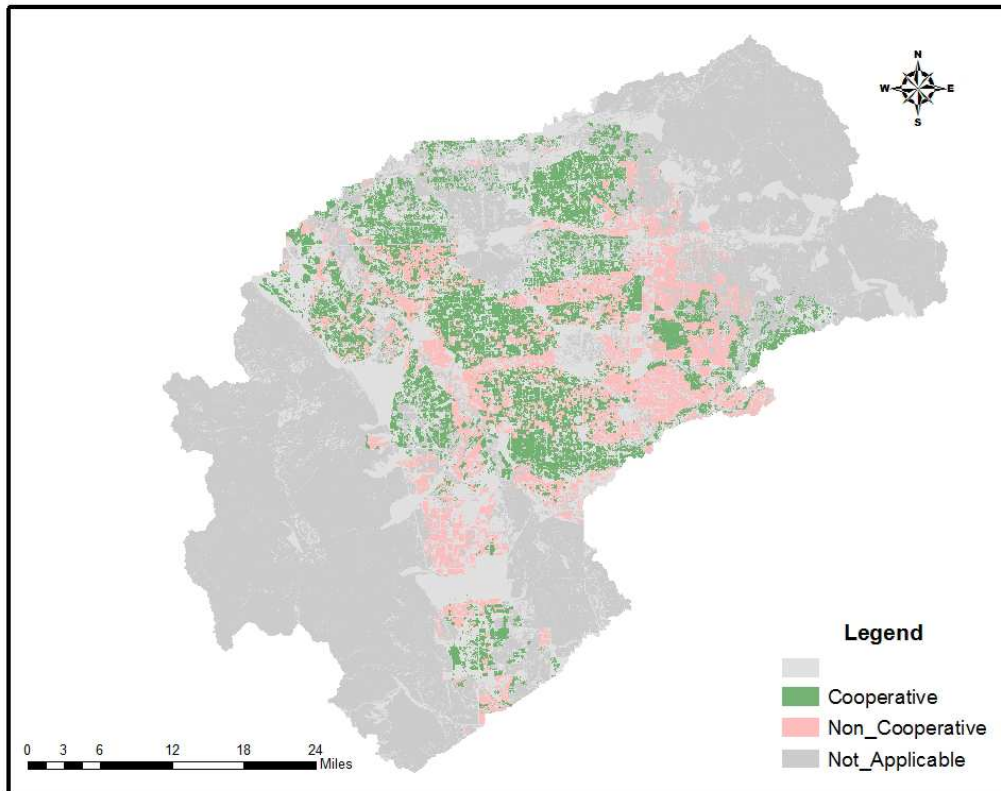 N
W E
S
Legend
Cooperative
Non_Cooperative
Not_Applicable
0 3 6 12 18 24
Miles